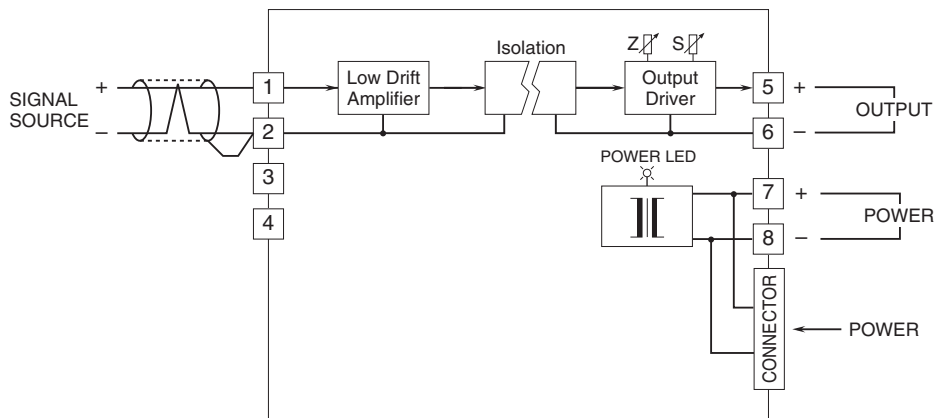 Isolation
Z S
SIGNAL
SOURCE
+
–
1
2
3
4
Low Drift
Amplifier
Output
Driver
5
6
+
–
OUTPUT
POWER LED
7
8
+
–
POWER
CONNECTOR
POWER